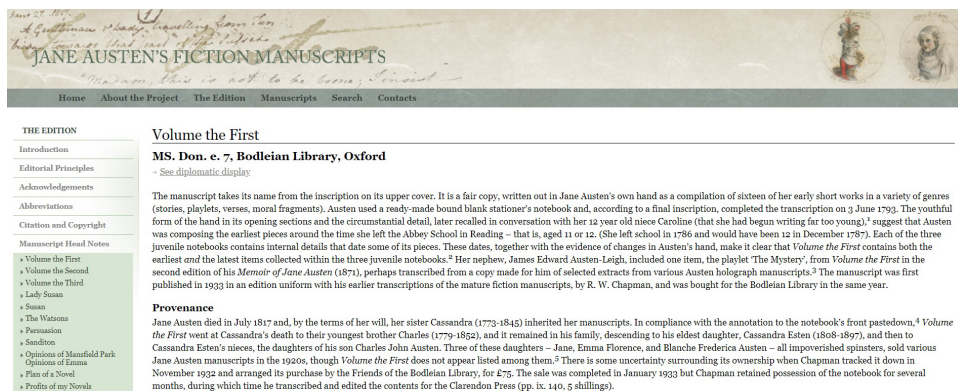 June 27. 1817.
A Gentleman & Lady travelling from Tun
bridge towards that part of the Sussex
JANE AUSTEN'S FICTION MANUSCRIPTS
"Madam, this is not to be borne; I insist
Home About the Project The Edition Manuscripts Search Contacts
THE EDITION
Introduction
Editorial Principles
Acknowledgements
Abbreviations
Citation and Copyright
Manuscript Head Notes
» Volume the First
» Volume the Second
» Volume the Third
» Lady Susan
» Susan
» The Watsons
» Persuasion
» Sanditon
» Opinions of Mansfield Park
Opinions of Emma
» Plan of a Novel
» Profits of my Novels
Volume the First
MS. Don. e. 7, Bodleian Library, Oxford
→ See diplomatic display
The manuscript takes its name from the inscription on its upper cover. It is a fair copy, written out in Jane Austen's own hand as a compilation of sixteen of her early short works in a variety of genres
(stories, playlets, verses, moral fragments). Austen used a ready-made bound blank stationer's notebook and, according to a final inscription, completed the transcription on 3 June 1793. The youthful
form of the hand in its opening sections and the circumstantial detail, later recalled in conversation with her 12 year old niece Caroline (that she had begun writing far too young),1 suggest that Austen
was composing the earliest pieces around the time she left the Abbey School in Reading – that is, aged 11 or 12. (She left school in 1786 and would have been 12 in December 1787). Each of the three
juvenile notebooks contains internal details that date some of its pieces. These dates, together with the evidence of changes in Austen's hand, make it clear that Volume the First contains both the
earliest and the latest items collected within the three juvenile notebooks.2 Her nephew, James Edward Austen-Leigh, included one item, the playlet 'The Mystery', from Volume the First in the
second edition of his Memoir of Jane Austen (1871), perhaps transcribed from a copy made for him of selected extracts from various Austen holograph manuscripts.3 The manuscript was first
published in 1933 in an edition uniform with his earlier transcriptions of the mature fiction manuscripts, by R. W. Chapman, and was bought for the Bodleian Library in the same year.
Provenance
Jane Austen died in July 1817 and, by the terms of her will, her sister Cassandra (1773-1845) inherited her manuscripts. In compliance with the annotation to the notebook's front pastedown,4 Volume
the First went at Cassandra's death to their youngest brother Charles (1779-1852), and it remained in his family, descending to his eldest daughter, Cassandra Esten (1808-1897), and then to
Cassandra Esten's nieces, the daughters of his son Charles John Austen. Three of these daughters – Jane, Emma Florence, and Blanche Frederica Austen – all impoverished spinsters, sold various
Jane Austen manuscripts in the 1920s, though Volume the First does not appear listed among them.5 There is some uncertainty surrounding its ownership when Chapman tracked it down in
November 1932 and arranged its purchase by the Friends of the Bodleian Library, for £75. The sale was completed in January 1933 but Chapman retained possession of the notebook for several
months, during which time he transcribed and edited the contents for the Clarendon Press (pp. ix. 140, 5 shillings).